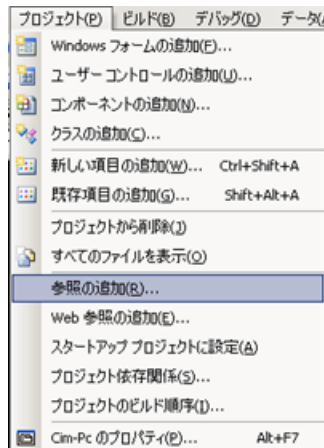 プロジェクト(P) ビルド(B) デバッグ(D) データ(
Windows フォームの追加(F)...
ユーザー コントロールの追加(U)...
コンポーネントの追加(N)...
クラスの追加(C)...
新しい項目の追加(W)... Ctrl+Shift+A
既存項目の追加(G)... Shift+Alt+A
プロジェクトから削除(J)
すべてのファイルを表示(O)
参照の追加(R)...
Web 参照の追加(E)...
スタートアップ プロジェクトに設定(A)
プロジェクト依存関係(S)...
プロジェクトのビルド順序(I)...
Cim-Pc のプロパティ(P)... Alt+F7